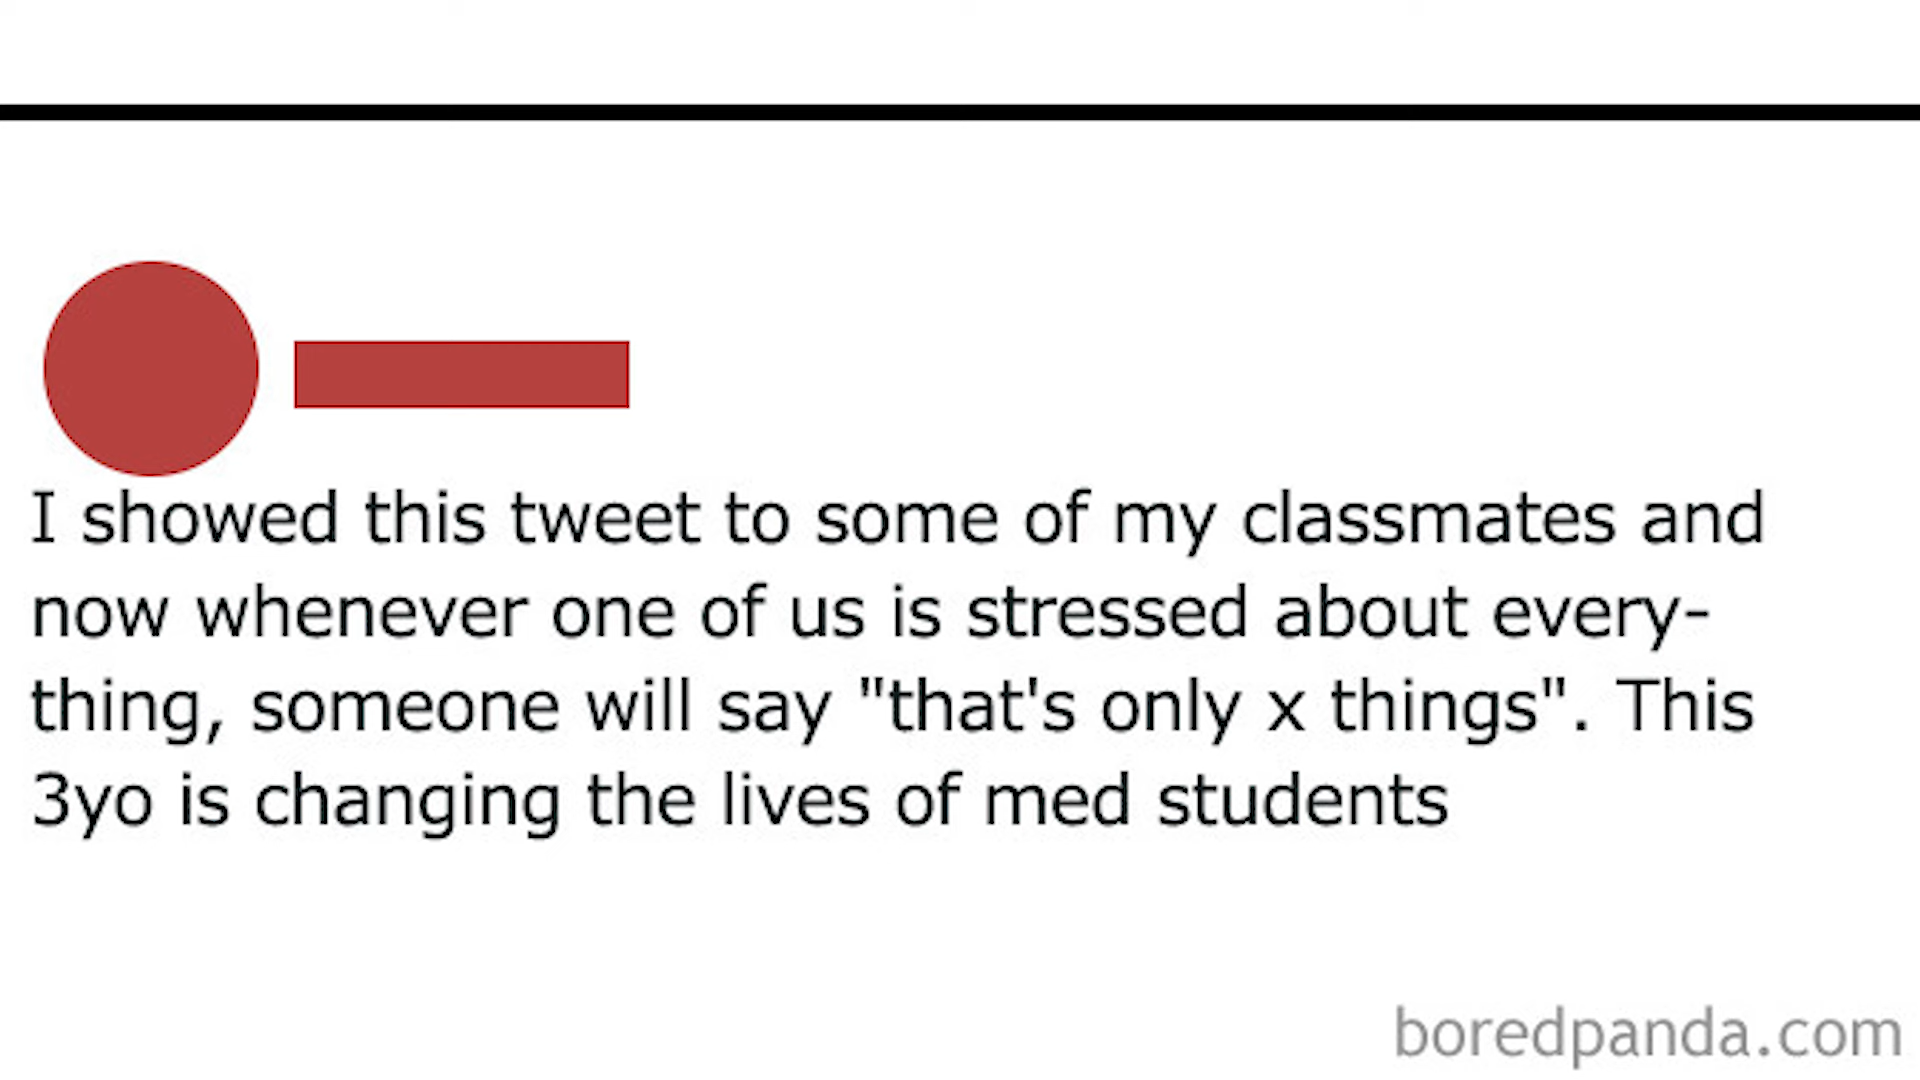 I showed this tweet to some of my classmates and
now whenever one of us is stressed about every-
thing, someone will say "that's only x things". This
3yo is changing the lives of med students
boredpanda.com